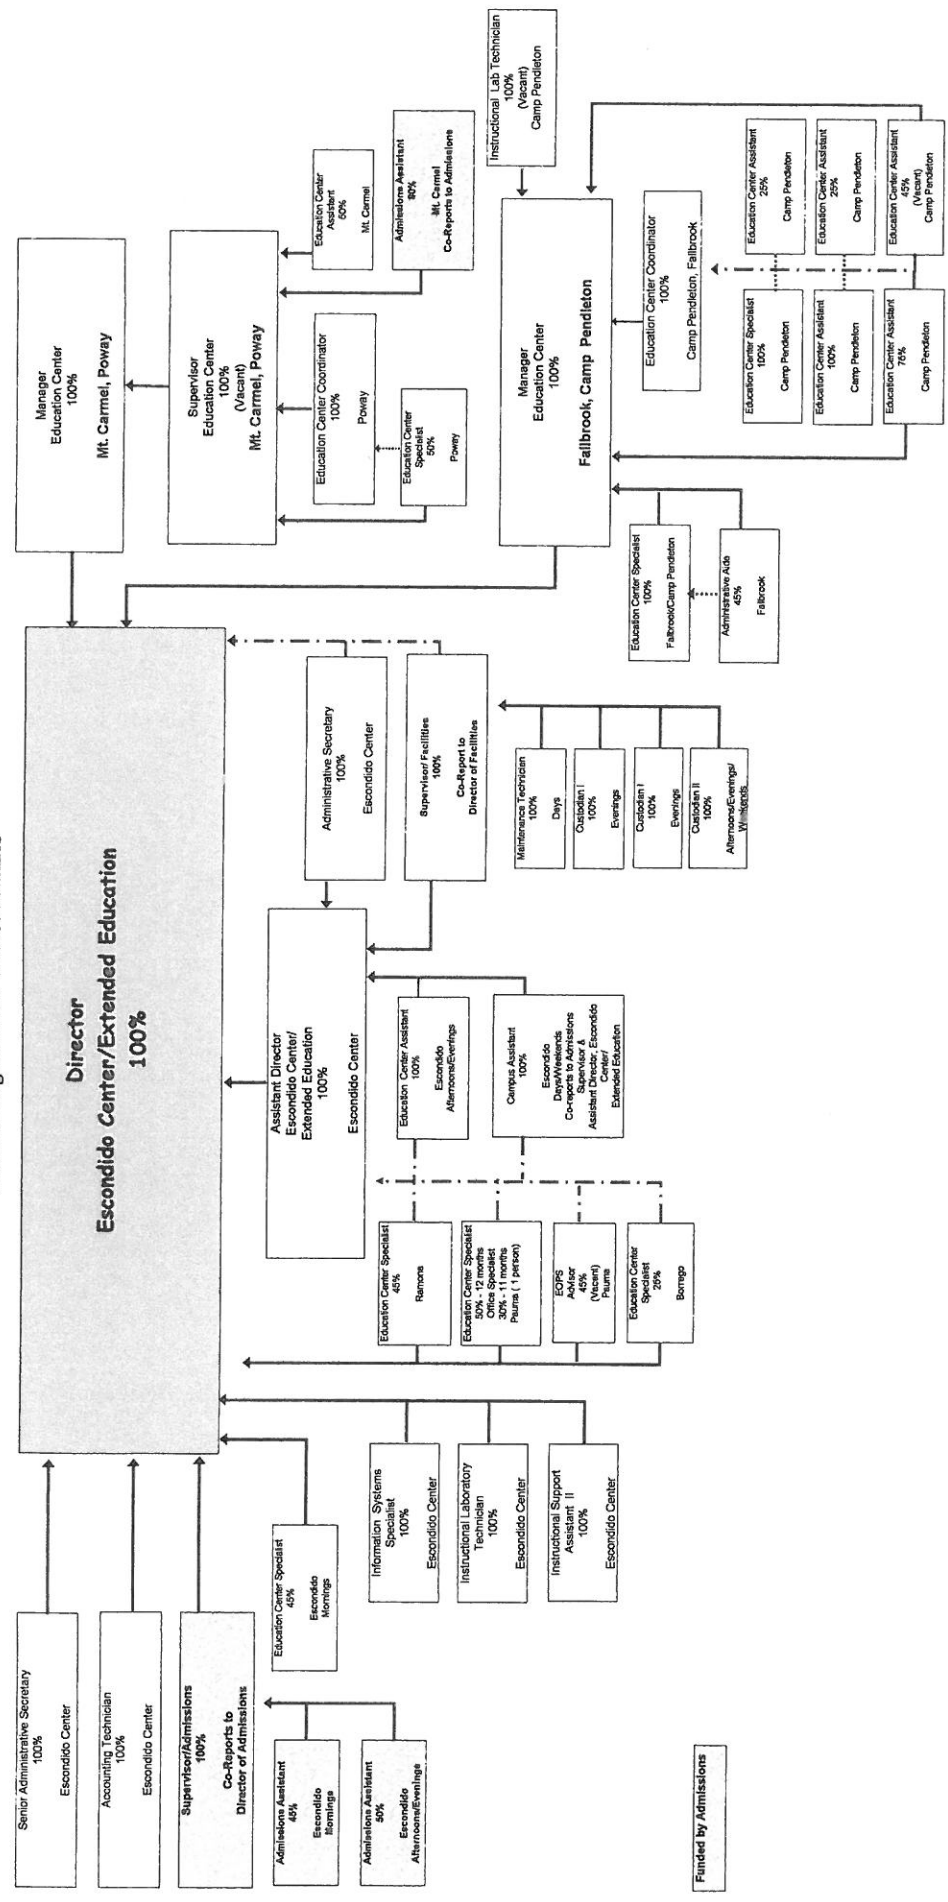 Director
Escondido Center/Extended Education
100%
Senior Administrative Secretary
100%
Escondido Center
Accounting Technician
100%
Escondido Center
Supervisor/Admissions
100%
Co-Reports to
Director of Admissions
Admissions Assistant
45%
Escondido
Mornings
Admissions Assistant
50%
Escondido
Afternoons/Evenings
Education Center Specialist
45%
Escondido
Mornings
Information Systems
Specialist
100%
Escondido Center
Instructional Laboratory
Technician
100%
Escondido Center
Instructional Support
Assistant II
100%
Escondido Center
Assistant Director
Escondido Center/
Extended Education
100%
Escondido Center
Education Center Specialist
45%
Ramona
Education Center Specialist
50% - 12 months
Office Specialist
30% - 11 months
Pauma ( 1 person)
EOPS
Advisor
45%
(Vacant)
Pauma
Education Center
Specialist
25%
Borrego
Education Center Assistant
100%
Escondido
Afternoons/Evenings
Campus Assistant
100%
Escondido
Days/Weekends
Co-reports to Admissions
Supervisor &
Assistant Director, Escondido
Center/
Extended Education
Administrative Secretary
100%
Escondido Center
Supervisor/ Facilities
100%
Co-Report to
Director of Facilities
Maintenance Technician
100%
Days
Custodian I
100%
Evenings
Custodian I
100%
Evenings
Custodian II
100%
Afternoons/Evenings/
Weekends
Manager
Education Center
100%
Mt. Carmel, Poway
Supervisor
Education Center
100%
(Vacant)
Mt. Carmel, Poway
Education Center Coordinator
100%
Poway
Education Center
Specialist
50%
Poway
Education Center
Assistant
50%
Mt. Carmel
Admissions Assistant
80%
Mt. Carmel
Co-Reports to Admissions
Manager
Education Center
100%
Fallbrook, Camp Pendleton
Instructional Lab Technician
100%
(Vacant)
Camp Pendleton
Education Center Specialist
100%
Fallbrook/Camp Pendleton
Administrative Aide
45%
Fallbrook
Education Center Coordinator
100%
Camp Pendleton, Fallbrook
Education Center Specialist
100%
Camp Pendleton
Education Center Assistant
25%
Camp Pendleton
Education Center Assistant
100%
Camp Pendleton
Education Center Assistant
25%
Camp Pendleton
Education Center Assistant
75%
Camp Pendleton
Education Center Assistant
45%
(Vacant)
Camp Pendleton
Funded by Admissions